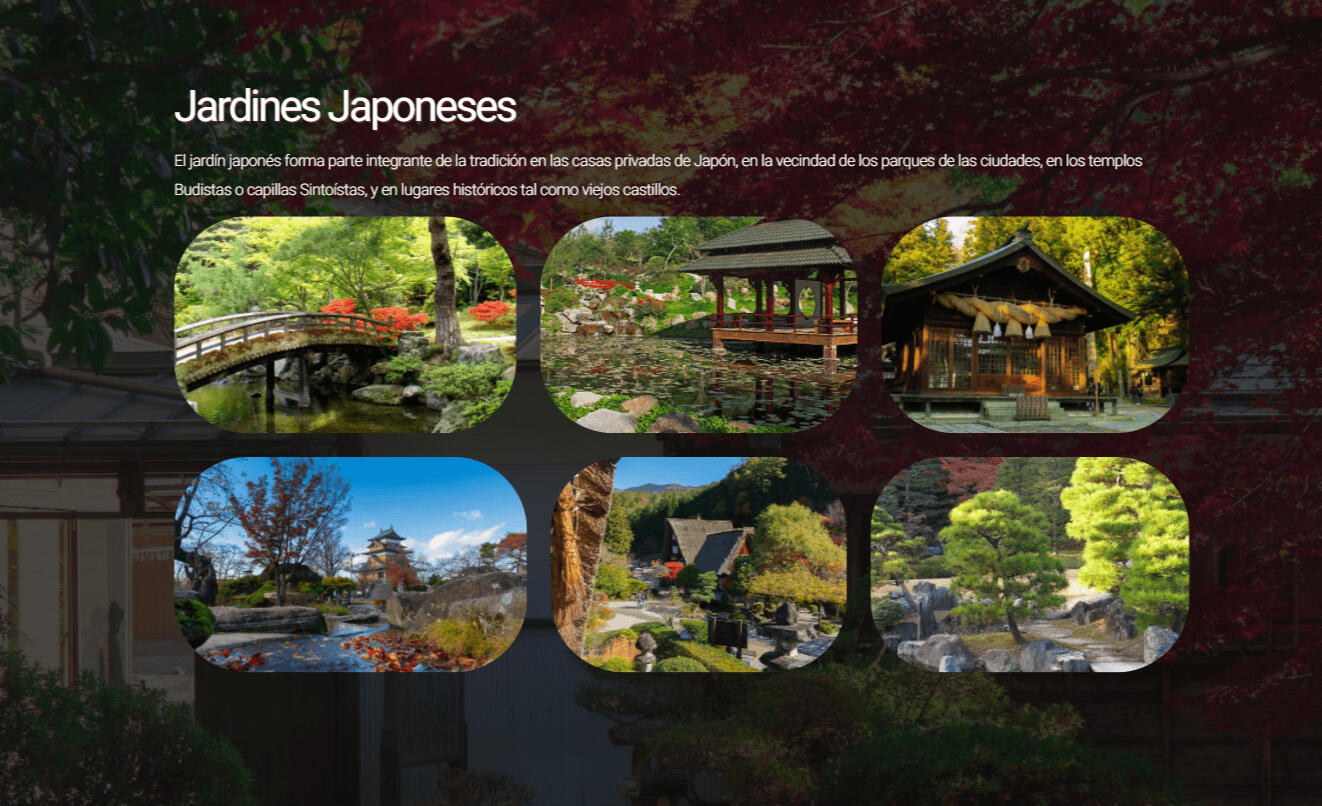 Jardines Japoneses
El jardín japonés forma parte integrante de la tradición en las casas privadas de Japón, en la vecindad de los parques de las ciudades, en los templos
Budistas o capillas Sintoístas, y en lugares históricos tal como viejos castillos.